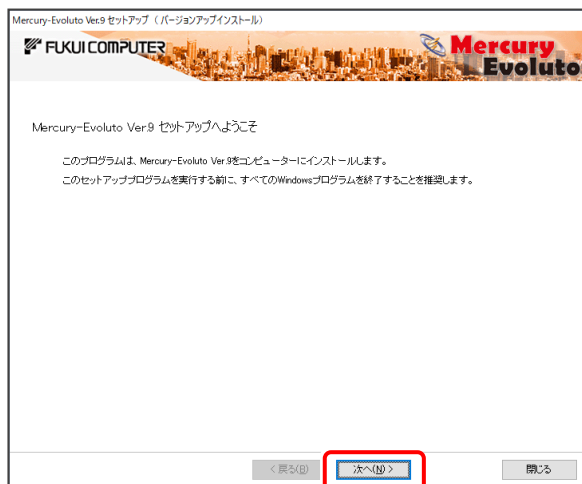 Mercury-Evoluto Ver.9 セットアップ（バージョンアップインストール）
FUKUI COMPUTER
Mercury
Evoluto
Mercury-Evoluto Ver.9 セットアップへようこそ
このプログラムは、Mercury-Evoluto Ver.9をコンピューターにインストールします。
このセットアッププログラムを実行する前に、すべてのWindowsプログラムを終了することを推奨します。
< 戻る(B) 次へ(N) > 閉じる